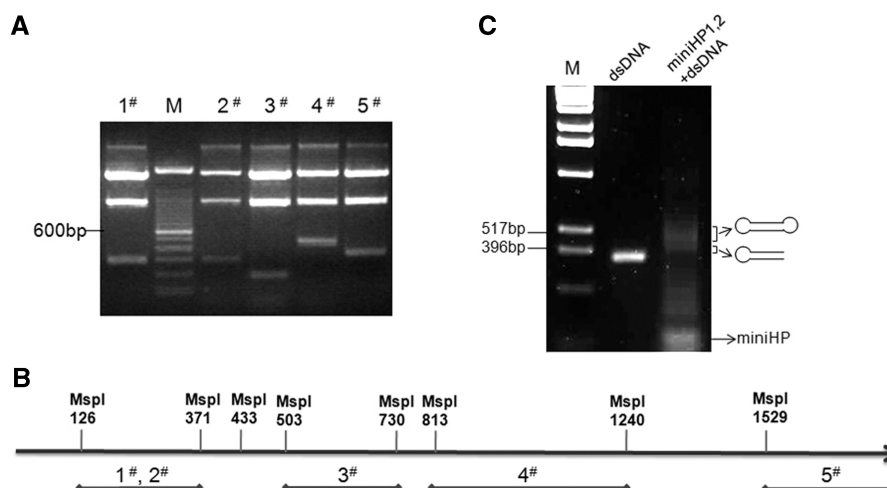 A
1# M 2# 3# 4# 5#
600bp
C
M dsDNA miniHP1,2
+dsDNA
517bp
396bp
miniHP
B
MspI MspI MspI MspI MspI MspI MspI MspI
126 371 433 503 730 813 1240 1529
1#, 2# 3# 4# 5#